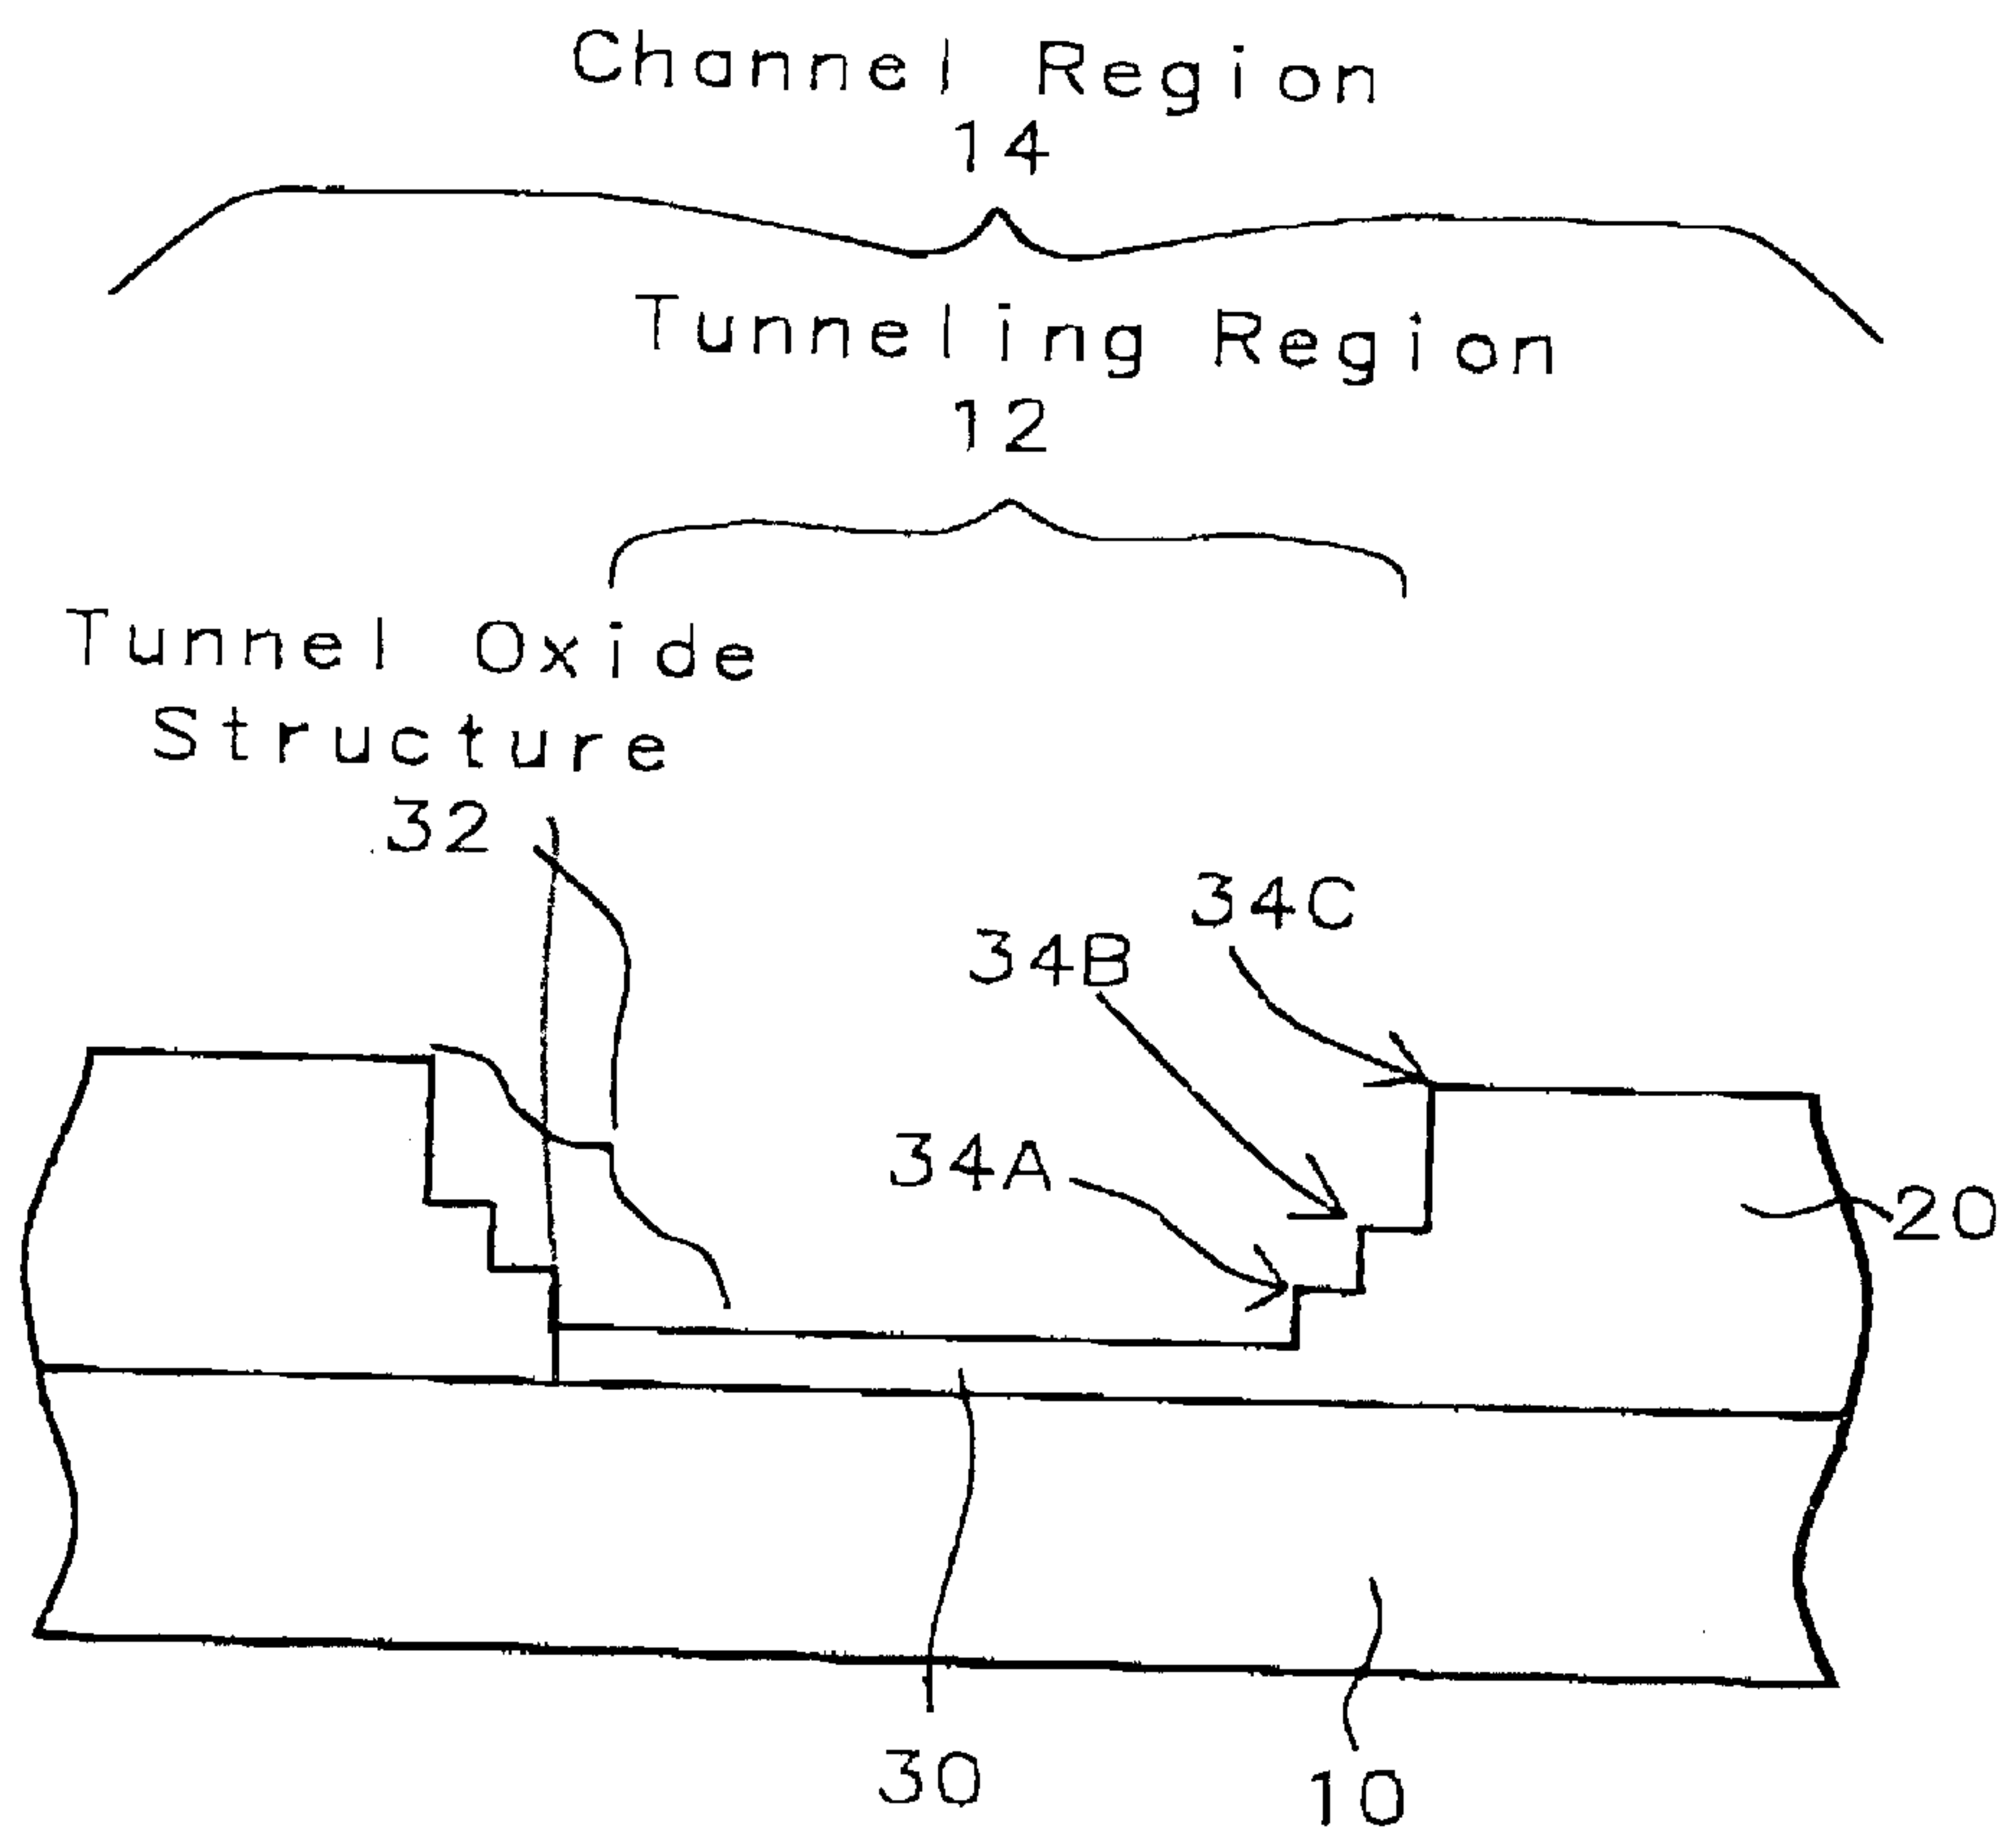 Channel Region
14
Tunneling Region
12
Tunnel Oxide
Structure
32
34C
34B
34A
20
30
10